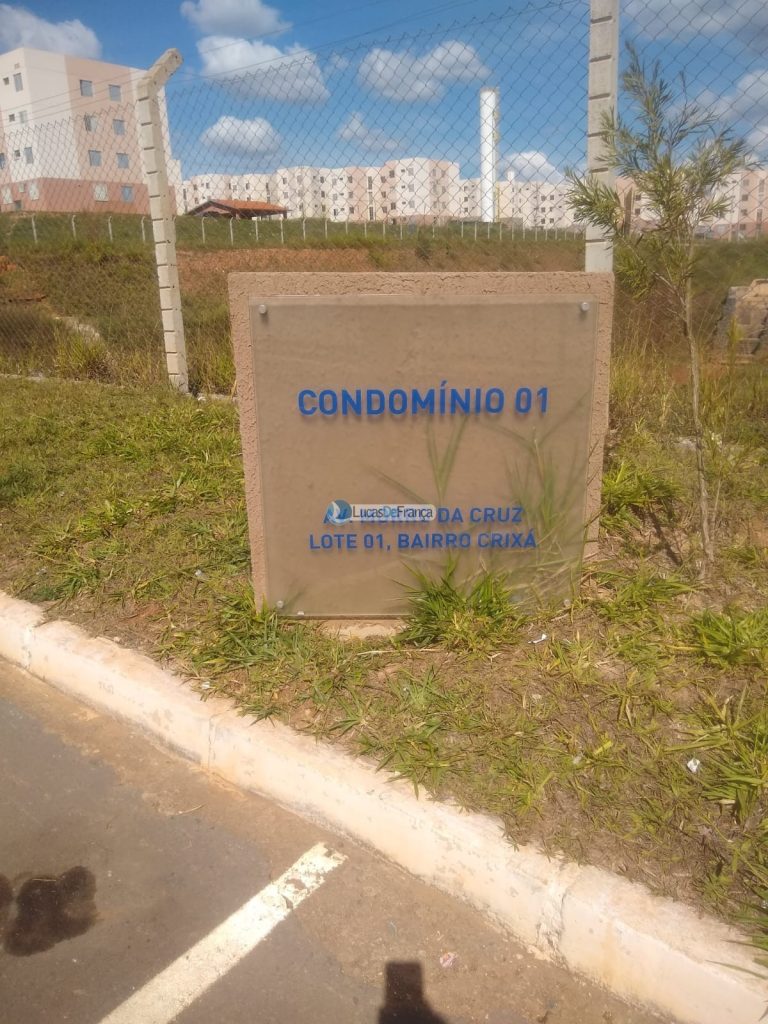 CONDOMÍNIO 01
LucasDeFrança
DA CRUZ
LOTE 01, BAIRRO CRIXÁ